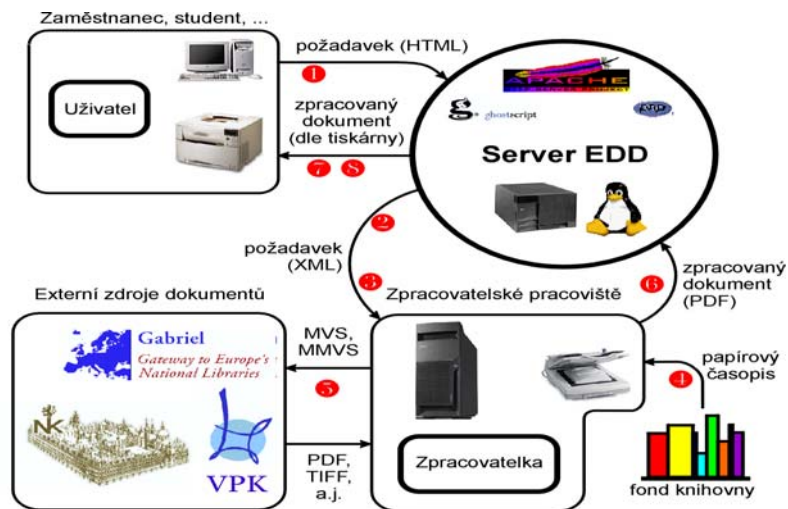 Zaměstnanec, student, ...
Uživatel
požadavek (HTML)
1
zpracovaný
dokument
(dle tiskárny)
7 8
APACHE
ghostscript
php
Server EDD
2
požadavek
(XML)
3
6
zpracovaný
dokument
(PDF)
Externí zdroje dokumentů
Zpracovatelské pracoviště
Gabriel
Gateway to Europe's
National Libraries
MVS,
MMVS
5
4
papírový
časopis
NK
VPK
PDF,
TIFF,
a.j.
Zpracovatelka
fond knihovny